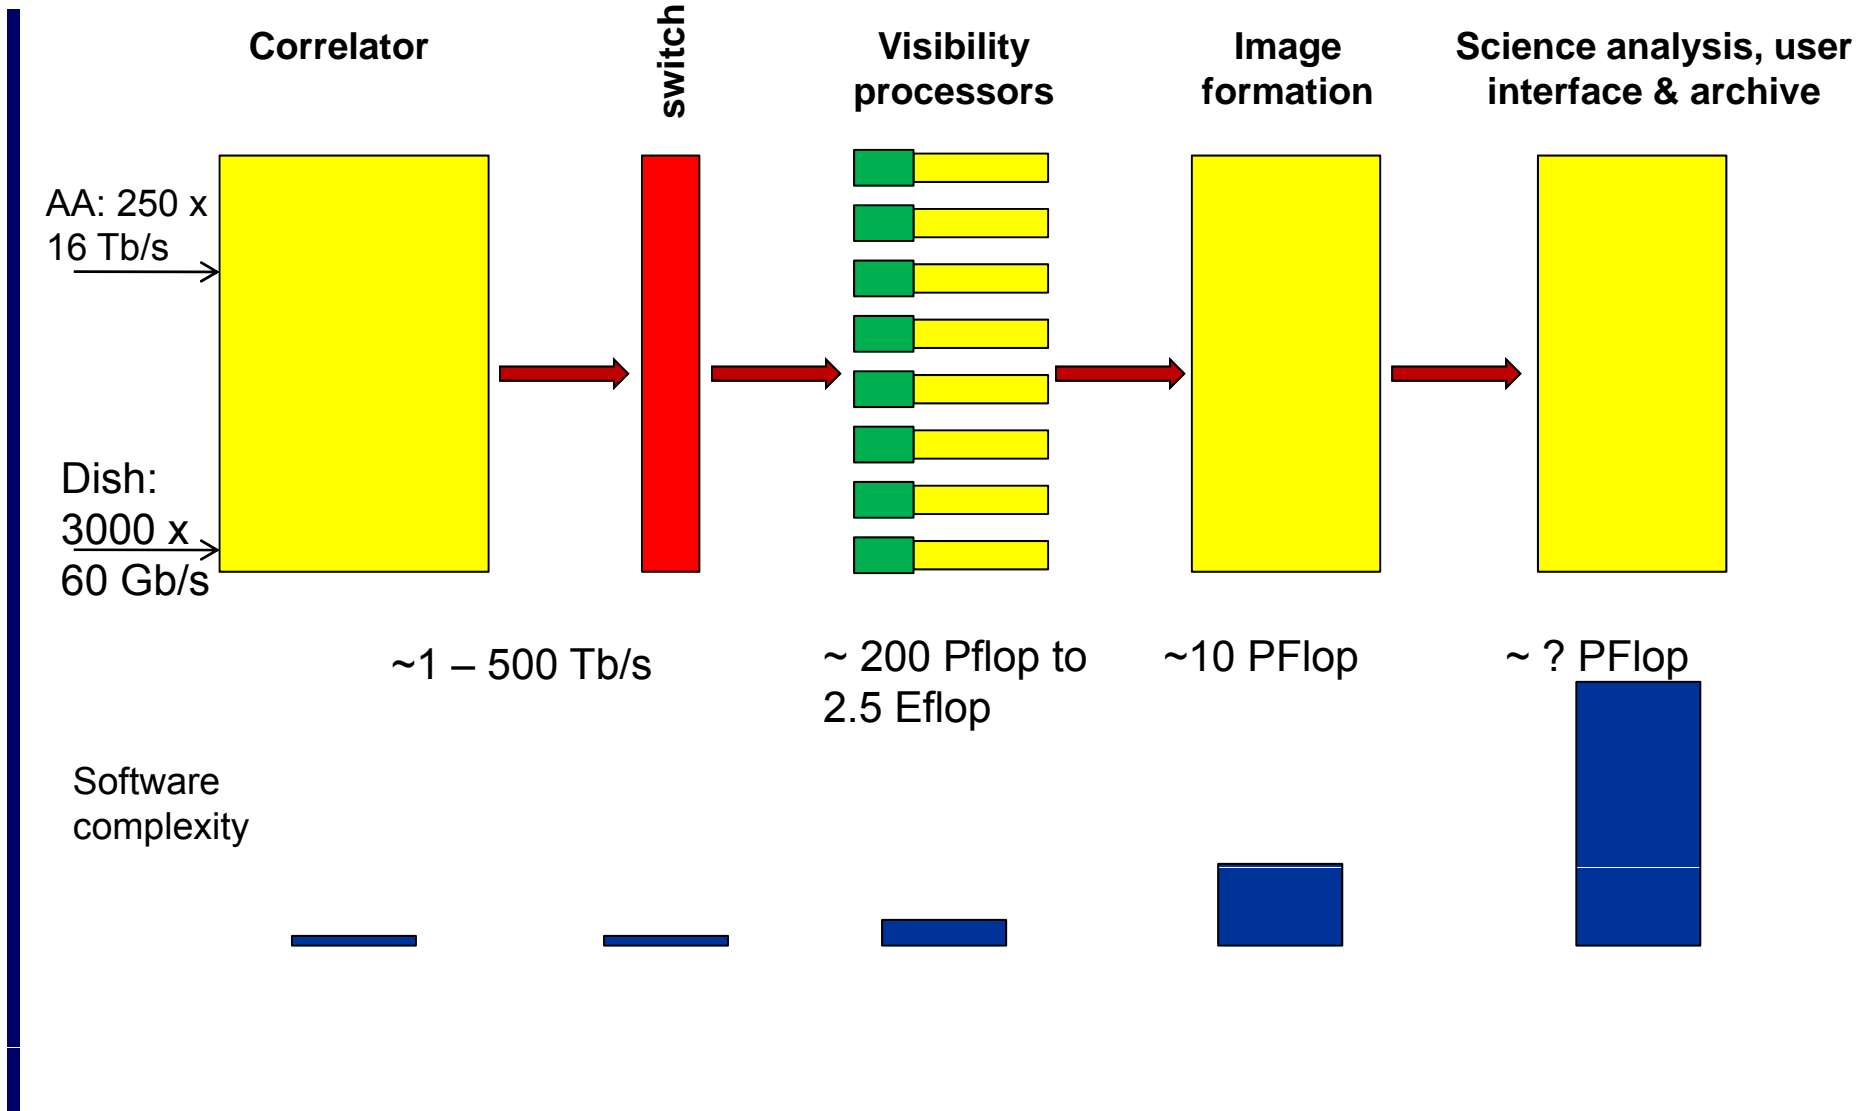 Correlator
switch
Visibility
processors
Image
formation
Science analysis, user
interface & archive
AA: 250 x
16 Tb/s
Dish:
3000 x
60 Gb/s
~1 – 500 Tb/s
~ 200 Pflop to
2.5 Eflop
~10 PFlop
~ ? PFlop
Software
complexity